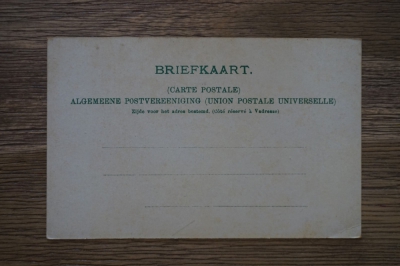 BRIEFKAART.
(CARTE POSTALE)
ALGEMEENE POSTVEREENIGING (UNION POSTALE UNIVERSELLE)
Zijde voor het adres bestemd. (Côté réservé à l'adresse)